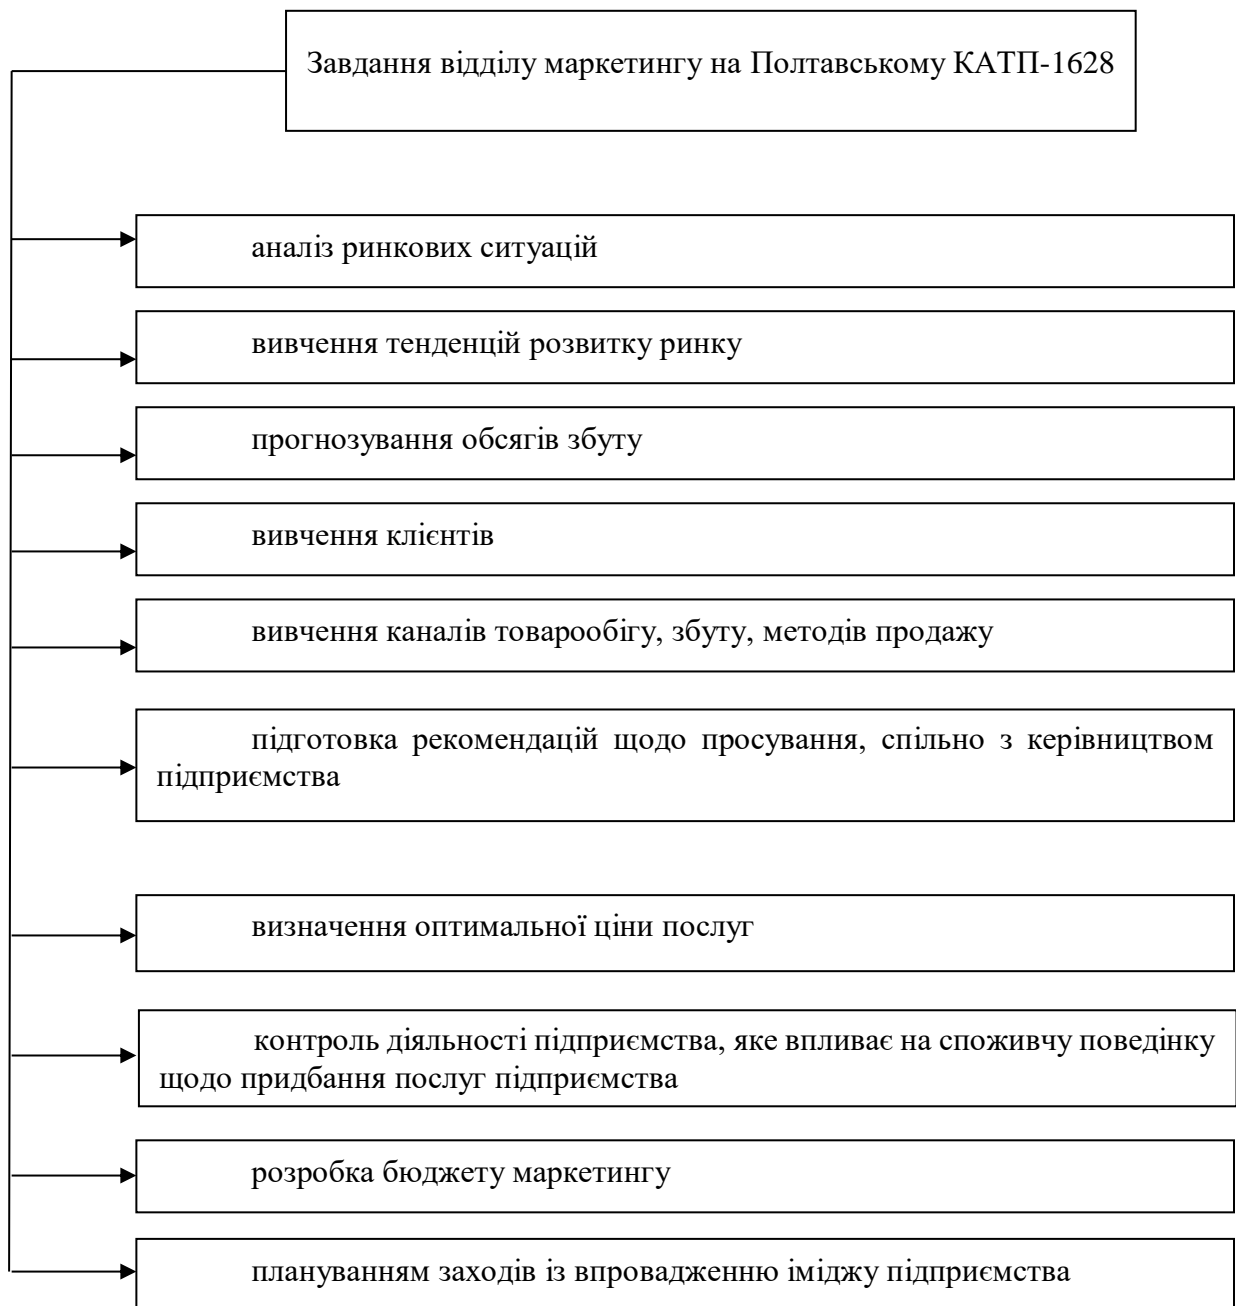 Завдання відділу маркетингу на Полтавському КАТП-1628
аналіз ринкових ситуацій
вивчення тенденцій розвитку ринку
прогнозування обсягів збуту
вивчення клієнтів
вивчення каналів товарообігу, збуту, методів продажу
підготовка рекомендацій щодо просування, спільно з керівництвом
підприємства
визначення оптимальної ціни послуг
контроль діяльності підприємства, яке впливає на споживчу поведінку
щодо придбання послуг підприємства
розробка бюджету маркетингу
плануванням заходів із впровадженню іміджу підприємства